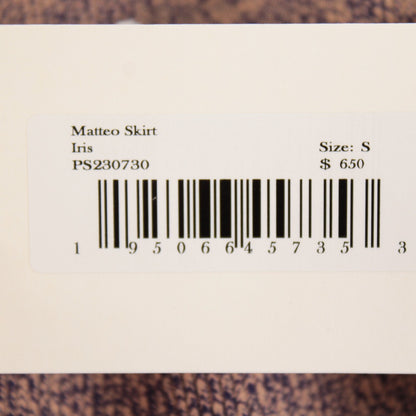 Matteo Skirt
Iris
Size: S
PS230730
$ 650
1 95066 45735 3